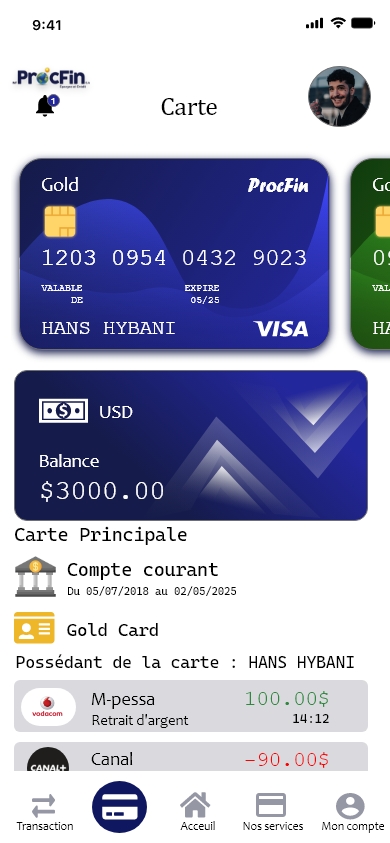 9:41
ProcFin
1
Carte
Gold
ProcFin
Go
1203 0954 0432 9023
09
VALABLE
DE
EXPIRE
05/25
VAL
HANS HYBANI
VISA
HA
USD
Balance
$3000.00
Carte Principale
Compte courant
Du 05/07/2018 au 02/05/2025
Gold Card
Possédant de la carte : HANS HYBANI
vodacom
M-pessa
100.00$
Retrait d'argent
14:12
CANAL+
Canal
-90.00$
Transaction
Acceuil
Nos services
Mon compte